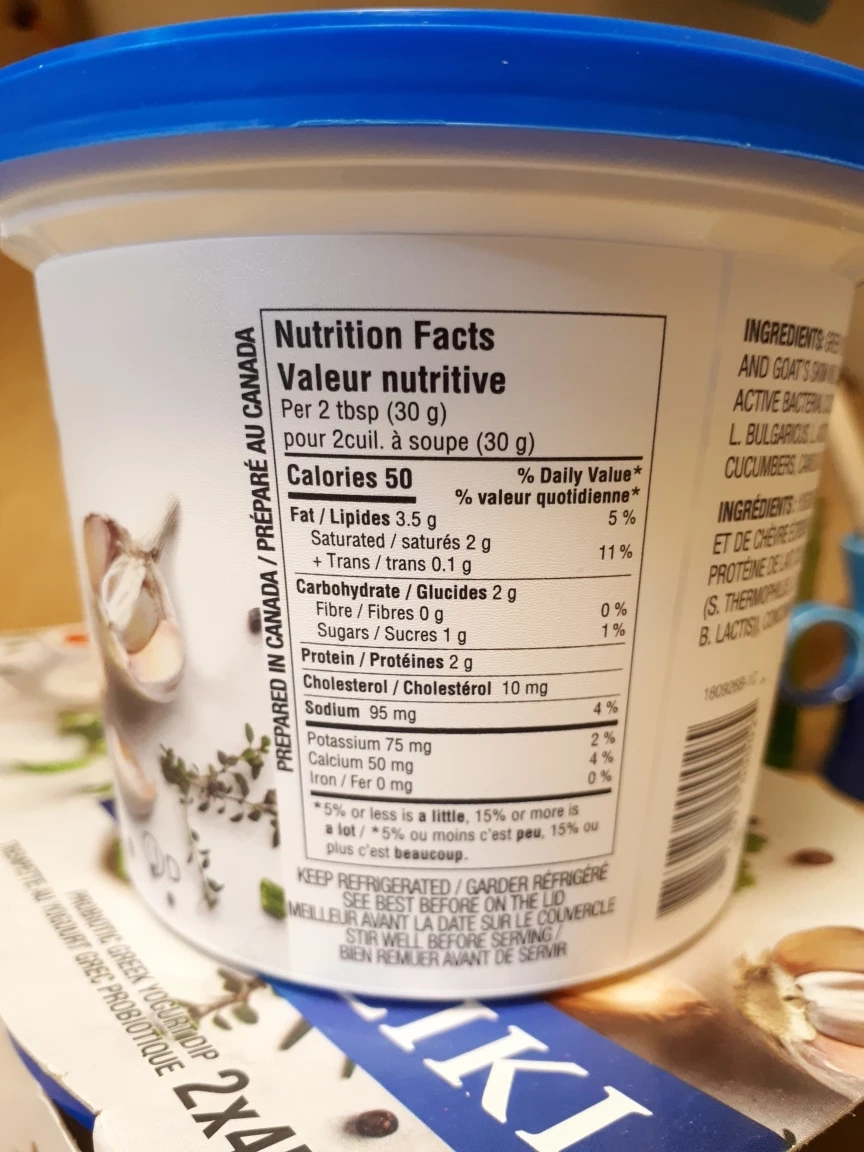 PREPARED IN CANADA / PRÉPARÉ AU CANADA
Nutrition Facts
Valeur nutritive
Per 2 tbsp (30 g)
pour 2cuil. à soupe (30 g)
Calories 50
% Daily Value*
% valeur quotidienne*
Fat / Lipides 3.5 g 5 %
Saturated / saturés 2 g
+ Trans / trans 0.1 g 11 %
Carbohydrate / Glucides 2 g
Fibre / Fibres 0 g 0 %
Sugars / Sucres 1 g 1 %
Protein / Protéines 2 g
Cholesterol / Cholestérol 10 mg
Sodium 95 mg 4 %
Potassium 75 mg 2 %
Calcium 50 mg 4 %
Iron / Fer 0 mg 0 %
*5% or less is a little, 15% or more is
a lot / *5% ou moins c'est peu, 15% ou
plus c'est beaucoup.
KEEP REFRIGERATED / GARDER RÉFRIGÉRÉ
SEE BEST BEFORE ON THE LID
MEILLEUR AVANT LA DATE SUR LE COUVERCLE
STIR WELL BEFORE SERVING /
BIEN REMUER AVANT DE SERVIR
INGREDIENTS:
AND GOAT'S SKIM
ACTIVE
L. BULGARICUS,
CUCUMBERS,
INGRÉDIENTS:
ET DE CHÈVRE
PROTÉINE DE
(S.
B. LACTIS),
PROBIOTIC GREEK YOGURT DIP
TREMPETTE AU YOGOURT GREC PROBIOTIQUE
2X4
IKI